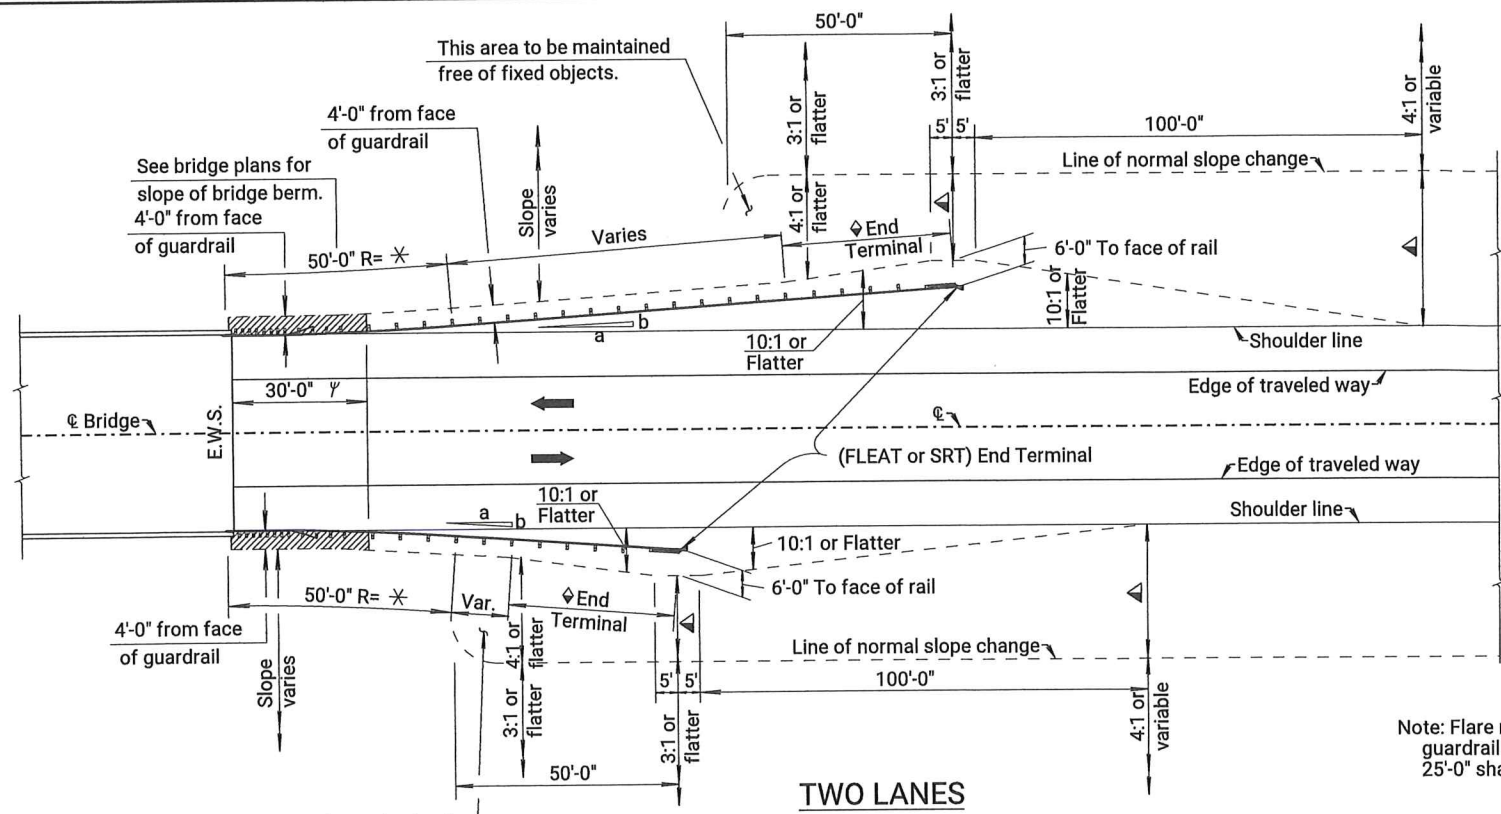 50'-0"
This area to be maintained
free of fixed objects.
3:1 or
flatter
3:1 or
flatter
4:1 or
variable
4'-0" from face
of guardrail
5' 5'
100'-0"
See bridge plans for
slope of bridge berm.
Line of normal slope change
4'-0" from face
of guardrail
Slope
varies
4:1 or
flatter
End
Terminal
Varies
50'-0" R= *
6'-0" To face of rail
10:1 or
Flatter
a
b
10:1 or
Flatter
Shoulder line
30'-0" Ψ
Edge of traveled way
℄ Bridge
E.W.S.
℄
(FLEAT or SRT) End Terminal
Edge of traveled way
10:1 or
Flatter
a
b
Shoulder line
10:1 or Flatter
50'-0" R= *
Var.
End
Terminal
6'-0" To face of rail
4'-0" from face
of guardrail
Slope
varies
4:1 or
flatter
Line of normal slope change
5' 5'
100'-0"
3:1 or
flatter
3:1 or
flatter
4:1 or
variable
50'-0"
Note: Flare
guardrail
25'-0" sha
TWO LANES